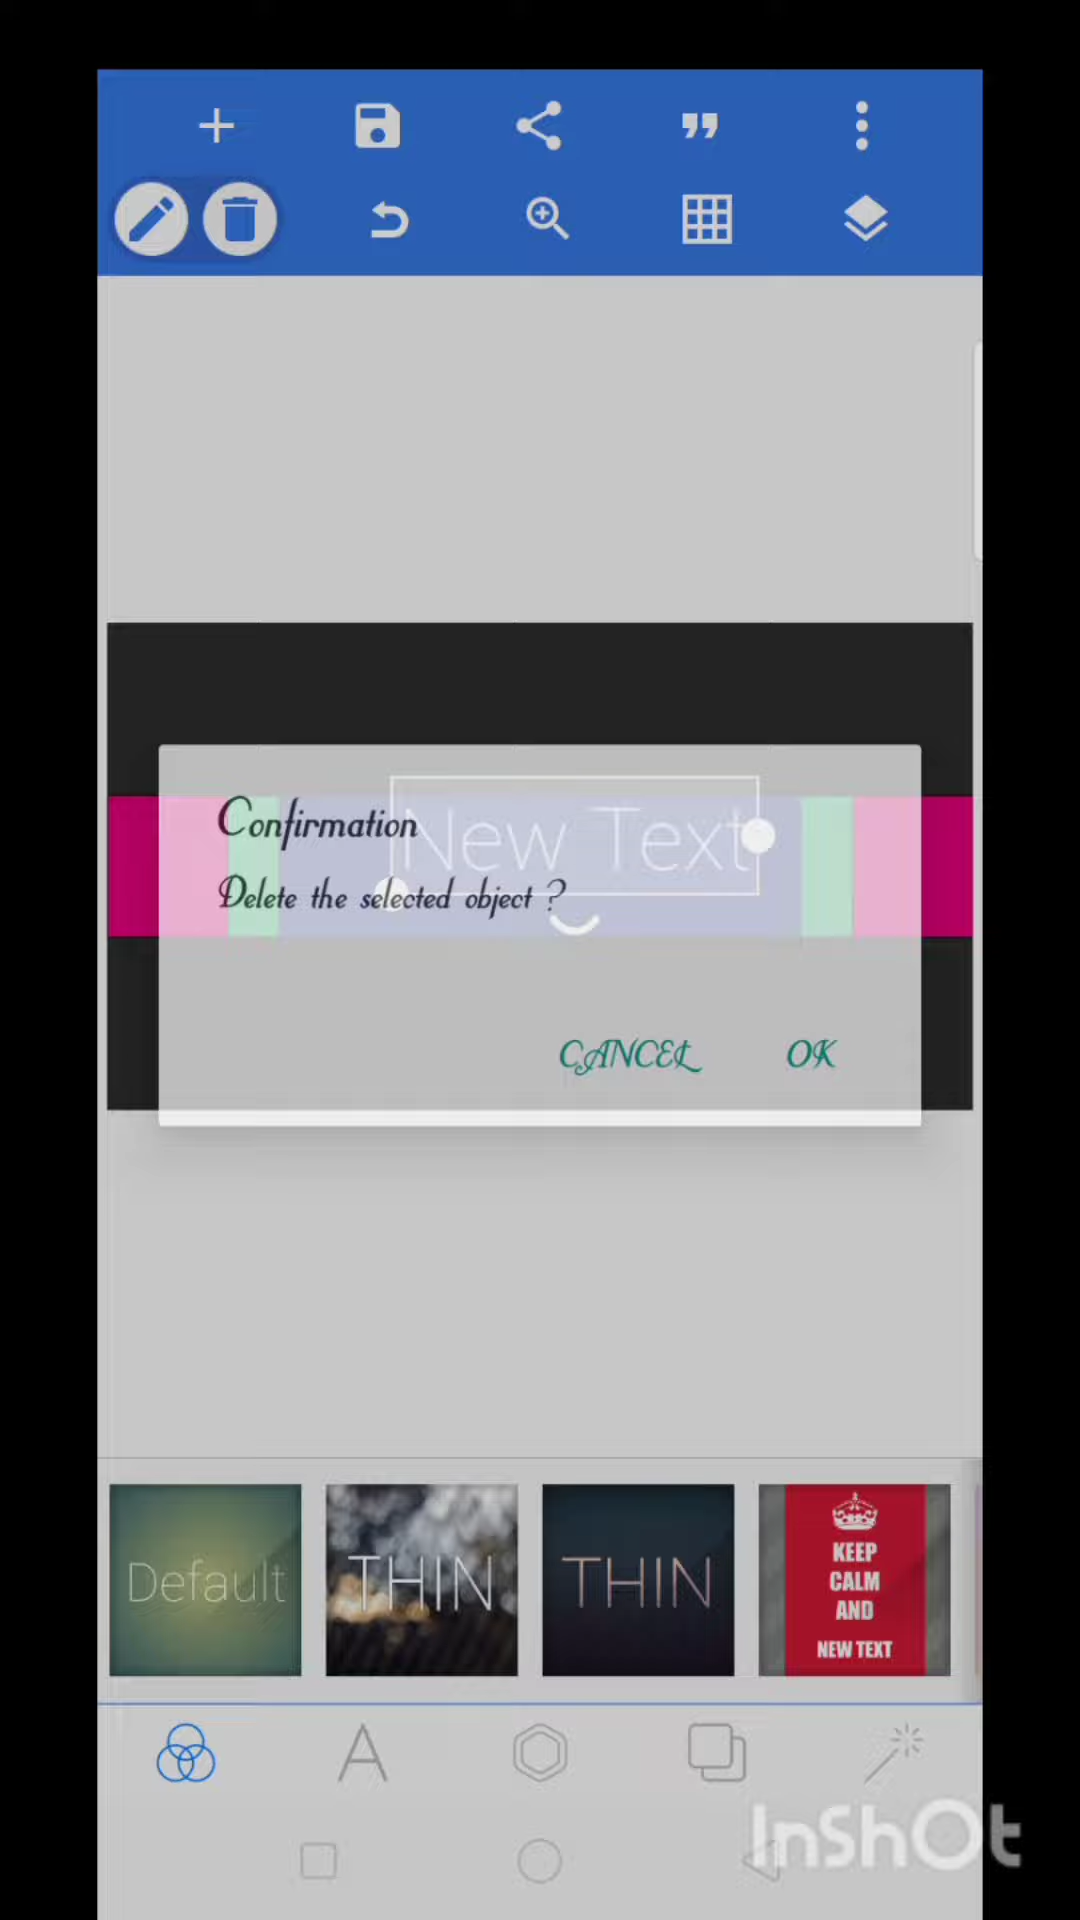 New Text
Confirmation
Delete the selected object ?
CANCEL OK
Default
THIN
THIN
KEEP
CALM
AND
NEW TEXT
A
InShOt